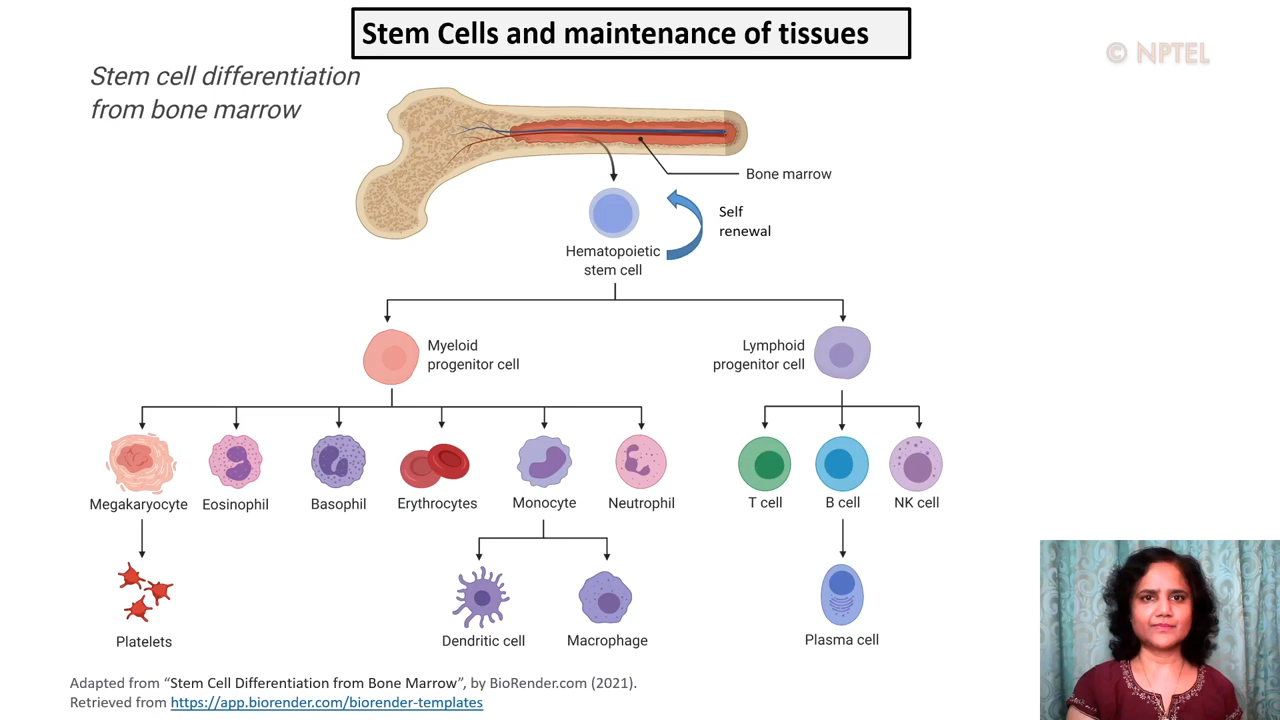 Stem Cells and maintenance of tissues
© NPTEL
Stem cell differentiation
from bone marrow
Bone marrow
Self
renewal
Hematopoietic
stem cell
Myeloid
progenitor cell
Lymphoid
progenitor cell
Megakaryocyte
Eosinophil
Basophil
Erythrocytes
Monocyte
Neutrophil
T cell
B cell
NK cell
Platelets
Dendritic cell
Macrophage
Plasma cell
Adapted from “Stem Cell Differentiation from Bone Marrow”, by BioRender.com (2021).
Retrieved from https://app.biorender.com/biorender-templates